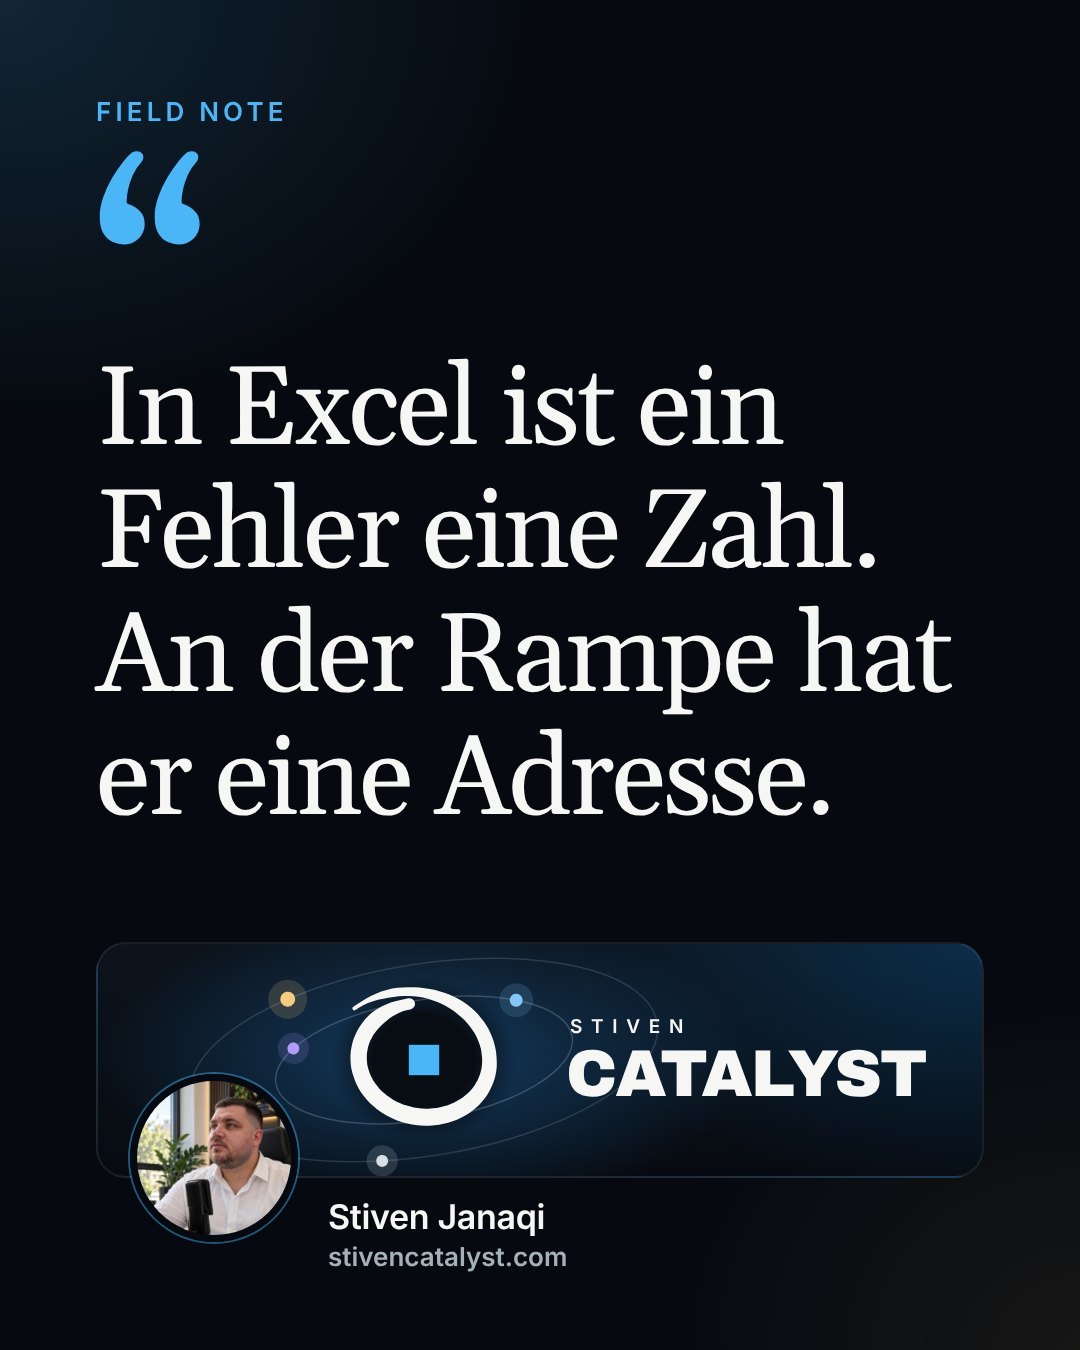 FIELD NOTE
“
In Excel ist ein
Fehler eine Zahl.
An der Rampe hat
er eine Adresse.
STIVEN
CATALYST
Stiven Janaqi
stivencatalyst.com